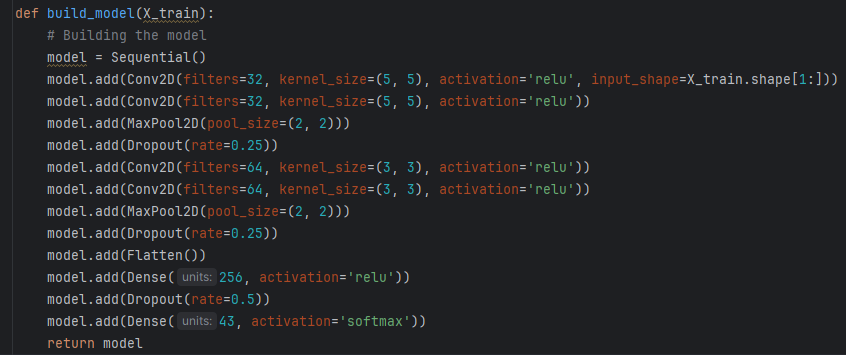 def build_model(X_train):
    # Building the model
    model = Sequential()
    model.add(Conv2D(filters=32, kernel_size=(5, 5), activation='relu', input_shape=X_train.shape[1:]))
    model.add(Conv2D(filters=32, kernel_size=(5, 5), activation='relu'))
    model.add(MaxPool2D(pool_size=(2, 2)))
    model.add(Dropout(rate=0.25))
    model.add(Conv2D(filters=64, kernel_size=(3, 3), activation='relu'))
    model.add(Conv2D(filters=64, kernel_size=(3, 3), activation='relu'))
    model.add(MaxPool2D(pool_size=(2, 2)))
    model.add(Dropout(rate=0.25))
    model.add(Flatten())
    model.add(Dense( units: 256, activation='relu'))
    model.add(Dropout(rate=0.5))
    model.add(Dense( units: 43, activation='softmax'))
    return model